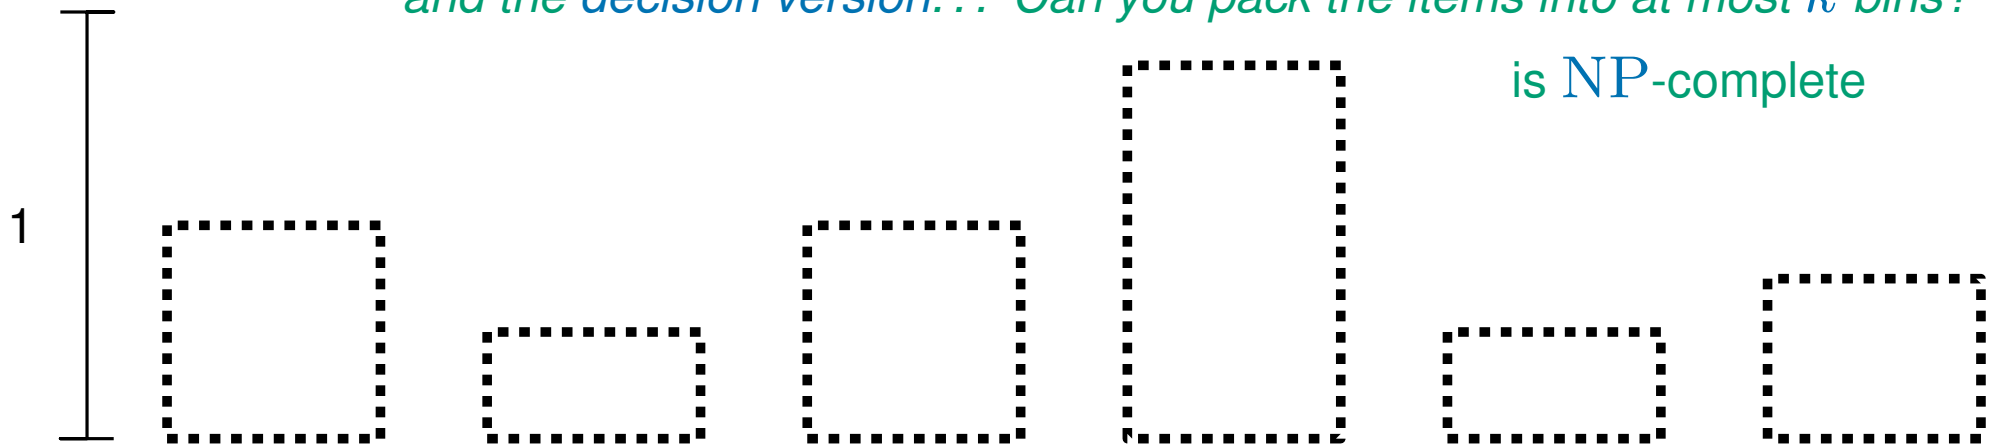 and the decision version... Can you pack the items into at most k bins?
is NP-complete
1